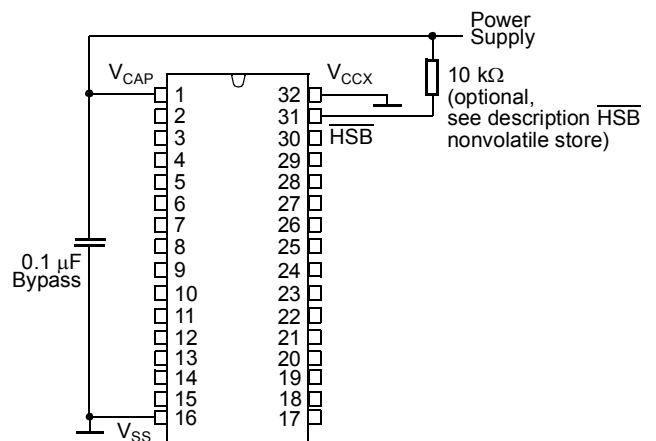 Power
Supply
V_CAP
V_CCX
10 kΩ
(optional,
see description H̅S̅B̅
nonvolatile store)
H̅S̅B̅
1 32
2 31
3 30
4 29
5 28
6 27
7 26
8 25
9 24
10 23
11 22
12 21
13 20
14 19
15 18
16 17
0.1 μF
Bypass
V_SS